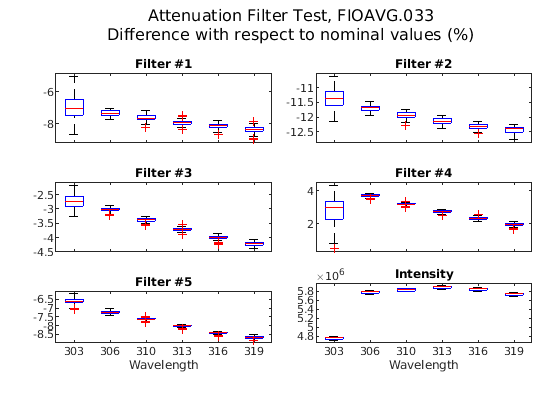 Attenuation Filter Test, FIOAVG.033
Difference with respect to nominal values (%)
Filter #1
-6
-8
Filter #2
-11
-11.5
-12
-12.5
Filter #3
-2.5
-3
-3.5
-4
-4.5
Filter #4
4
2
Filter #5
-6.5
-7
-7.5
-8
-8.5
303 306 310 313 316 319
Wavelength
Intensity
×10^6
5.8
5.6
5.4
5.2
5
4.8
303 306 310 313 316 319
Wavelength